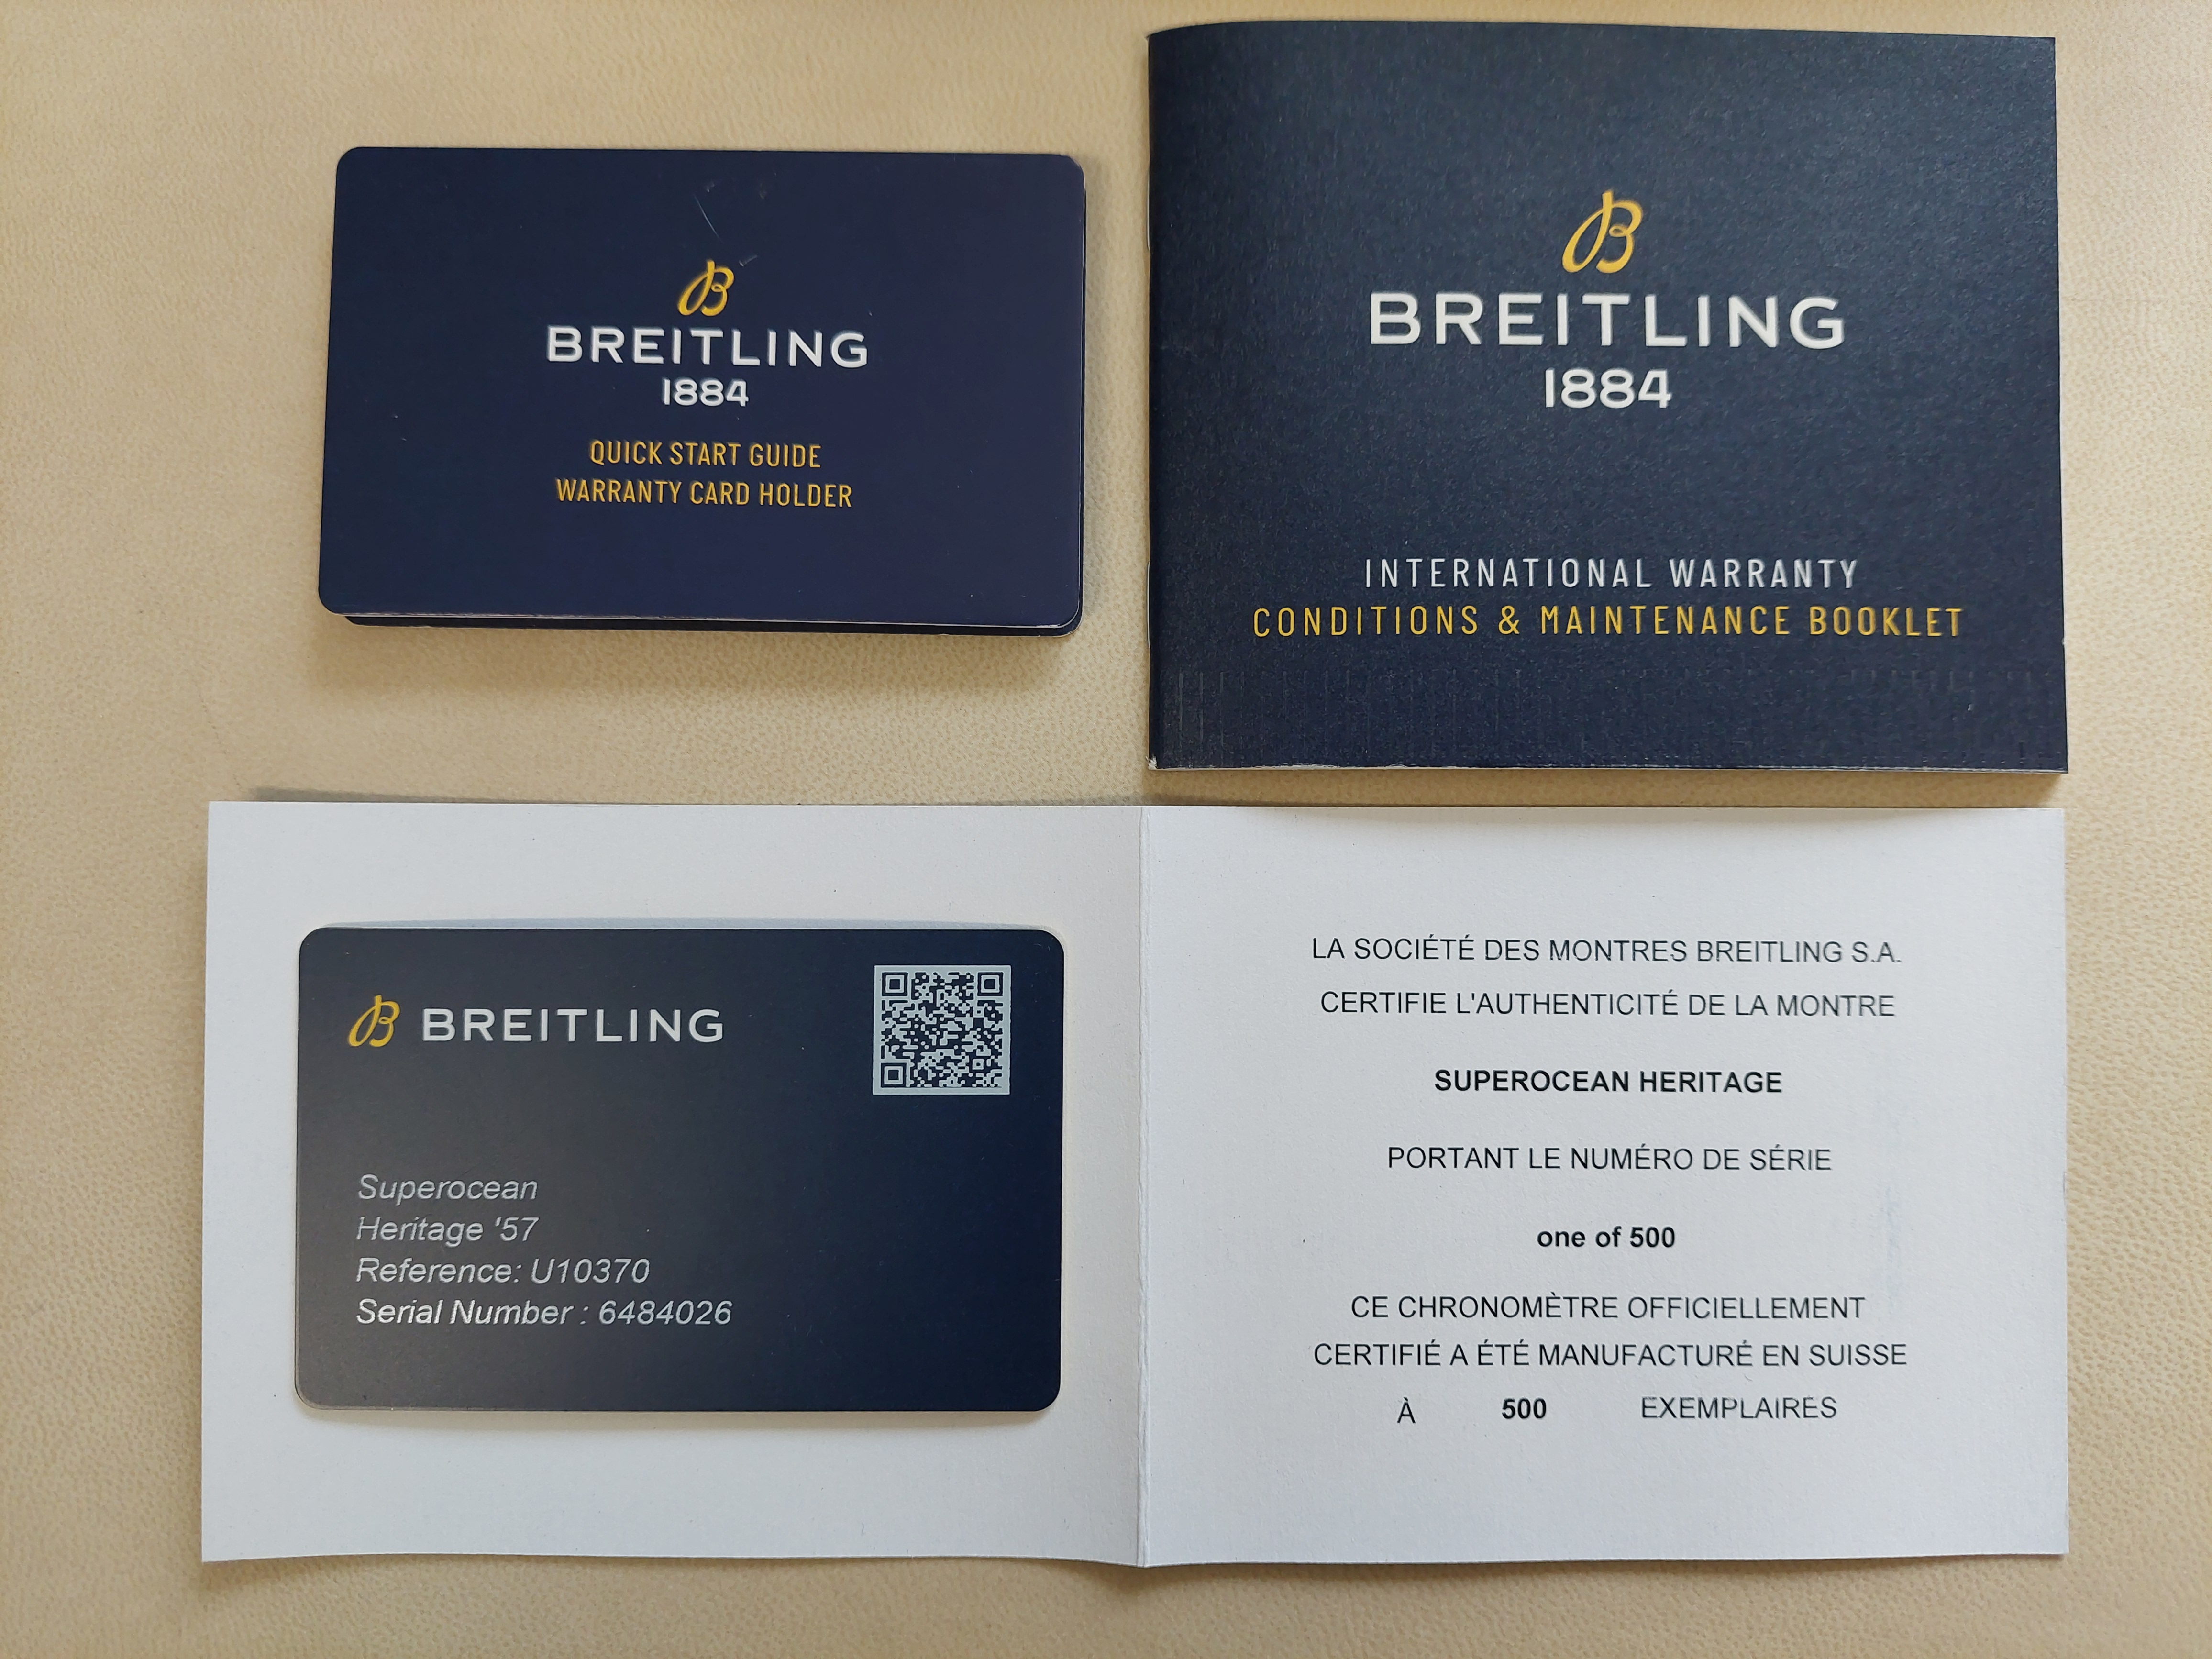 B
BREITLING
1884
QUICK START GUIDE
WARRANTY CARD HOLDER
B
BREITLING
1884
INTERNATIONAL WARRANTY
CONDITIONS & MAINTENANCE BOOKLET
B BREITLING
Superocean
Heritage '57
Reference: U10370
Serial Number : 6484026
LA SOCIÉTÉ DES MONTRES BREITLING S.A.
CERTIFIE L'AUTHENTICITÉ DE LA MONTRE
SUPEROCEAN HERITAGE
PORTANT LE NUMÉRO DE SÉRIE
one of 500
CE CHRONOMÈTRE OFFICIELLEMENT
CERTIFIÉ A ÉTÉ MANUFACTURÉ EN SUISSE
À 500 EXEMPLAIRES